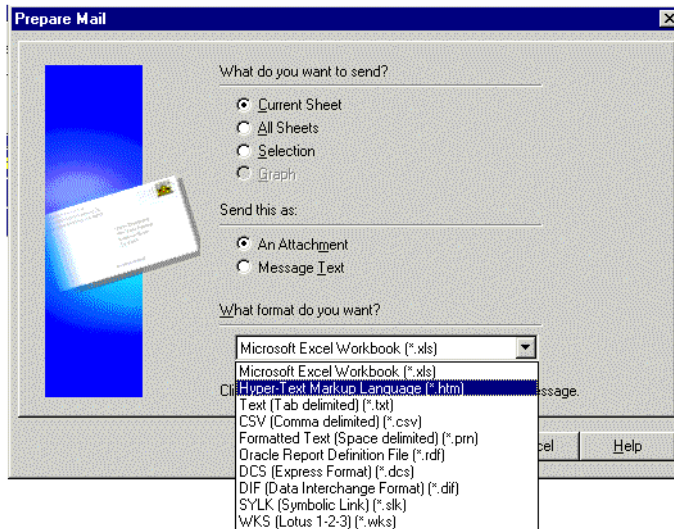 Prepare Mail
What do you want to send?
Current Sheet
All Sheets
Selection
Graph
Send this as:
An Attachment
Message Text
What format do you want?
Microsoft Excel Workbook (*.xls)
Microsoft Excel Workbook (*.xls)
Hyper-Text Markup Language (*.htm)
Text (Tab delimited) (*.txt)
CSV (Comma delimited) (*.csv)
Formatted Text (Space delimited) (*.prn)
Oracle Report Definition File (*.rdf)
DCS (Express Format) (*.dcs)
DIF (Data Interchange Format) (*.dif)
SYLK (Symbolic Link) (*.slk)
WKS (Lotus 1-2-3) (*.wks)
Help